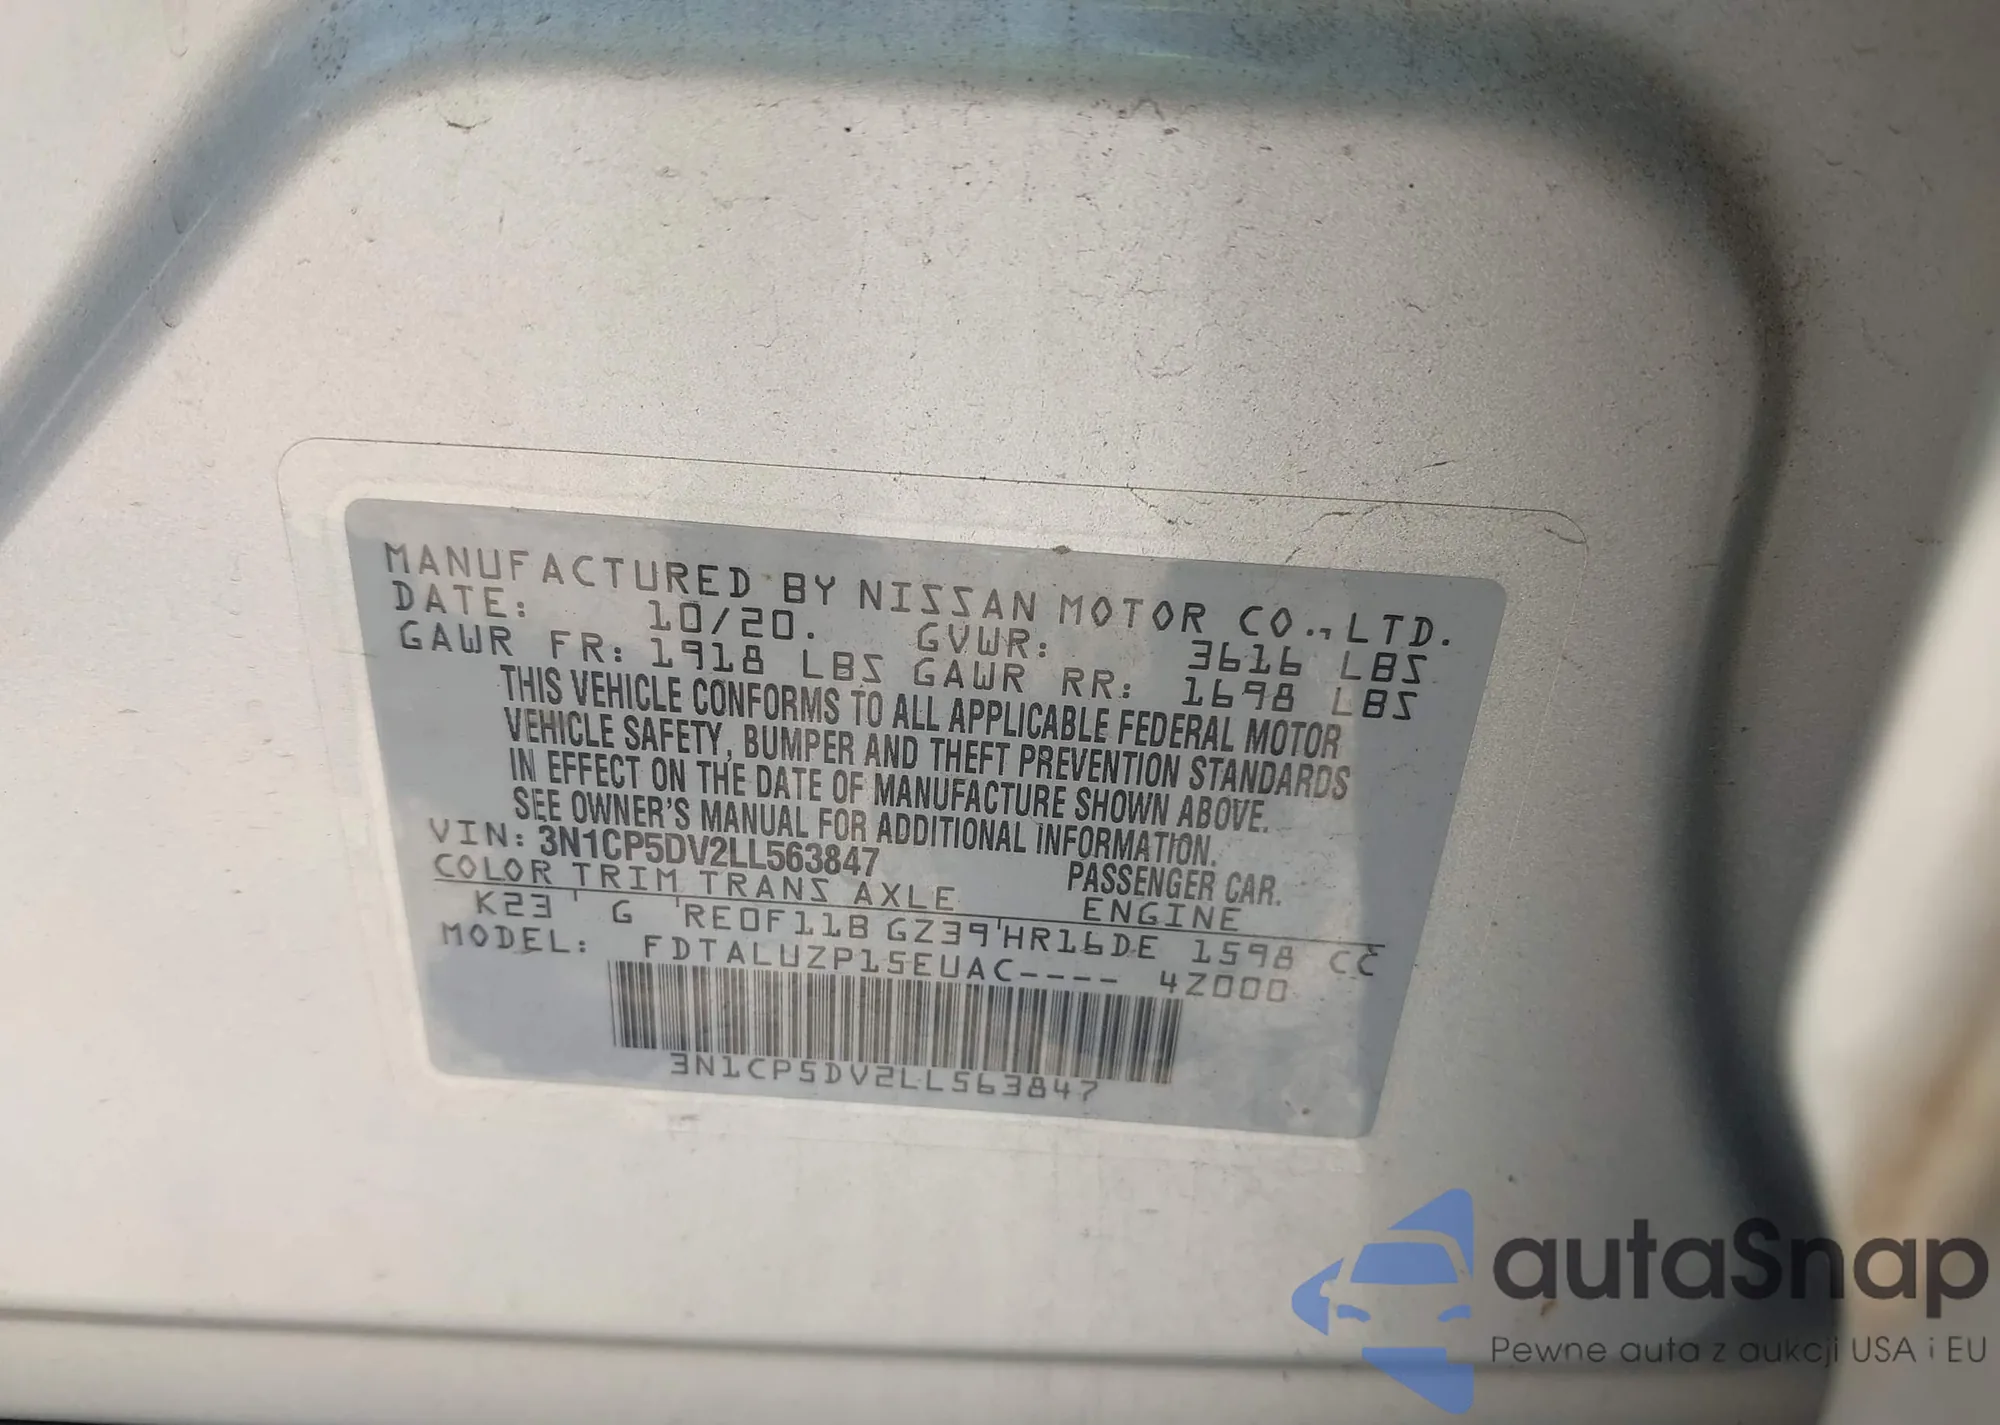 MANUFACTURED BY NISSAN MOTOR CO., LTD.
DATE: 10/20. GVWR: 3616 LBS
GAWR FR: 1918 LBS GAWR RR: 1698 LBS
THIS VEHICLE CONFORMS TO ALL APPLICABLE FEDERAL MOTOR
VEHICLE SAFETY, BUMPER AND THEFT PREVENTION STANDARDS
IN EFFECT ON THE DATE OF MANUFACTURE SHOWN ABOVE.
SEE OWNER'S MANUAL FOR ADDITIONAL INFORMATION.
VIN: 3N1CP5DV2LL563847 PASSENGER CAR.
COLOR TRIM TRANS AXLE ENGINE
K23 G RE0F11B GZ39 HR16DE 1598 CC
MODEL: FDTALUZP15EUAC---- 4Z000
3N1CP5DV2LL563847
autaSnap
Pewne auta z aukcji USA i EU